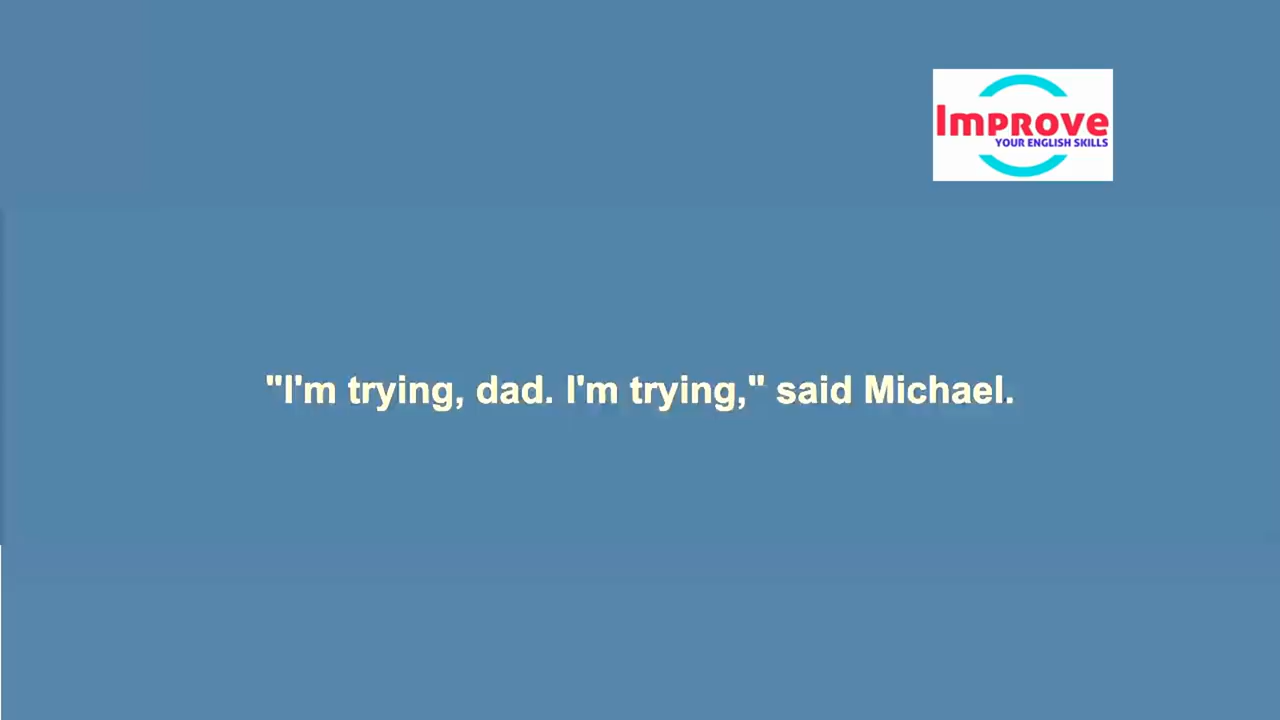 Improve
YOUR ENGLISH SKILLS
"I'm trying, dad. I'm trying," said Michael.